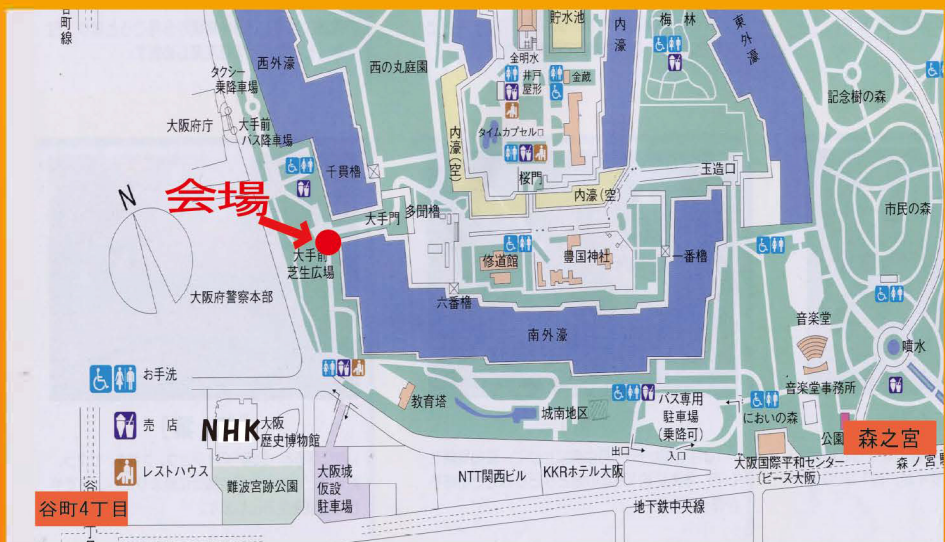 谷町線
貯水池
内濠
梅林
東外濠
金明水
西外濠
西の丸庭園
井戸屋形
金蔵
タクシー
乗降車場
記念樹の森
大阪府庁
大手前
バス降車場
内濠(空)
タイムカプセル
千貫櫓
桜門
玉造口
会場
N
大手門
多聞櫓
内濠(空)
市民の森
大手前
芝生広場
修道館
豊国神社
一番櫓
大阪府警察本部
六番櫓
南外濠
音楽堂
噴水
お手洗
教育塔
城南地区
バス専用
駐車場
(乗降可)
音楽堂事務所
においの森
売店
NHK
大阪
歴史博物館
出口
入口
公園
森之宮
レストハウス
難波宮跡公園
大阪城
仮設
駐車場
NTT関西ビル
KKRホテル大阪
大阪国際平和センター
(ピース大阪)
森ノ宮
谷町4丁目
地下鉄中央線